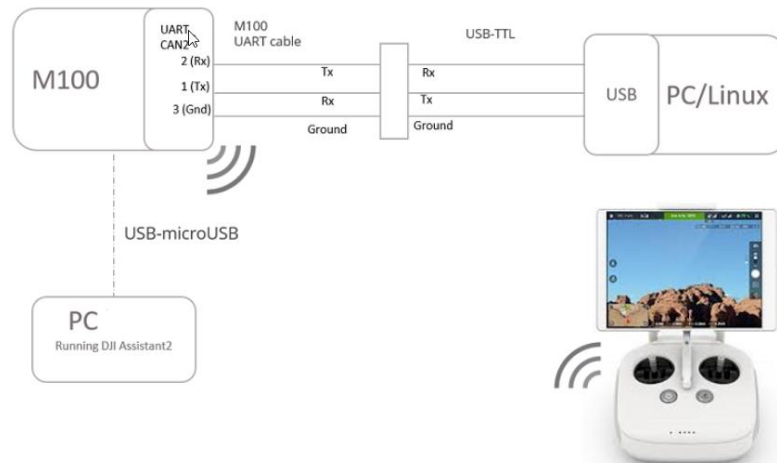 UART
CAN2
2 (Rx)
1 (Tx)
3 (Gnd)
M100
M100
UART cable
Tx
Rx
Ground
USB-TTL
Rx
Tx
Ground
USB
PC/Linux
USB-microUSB
PC
Running DJI Assistant2